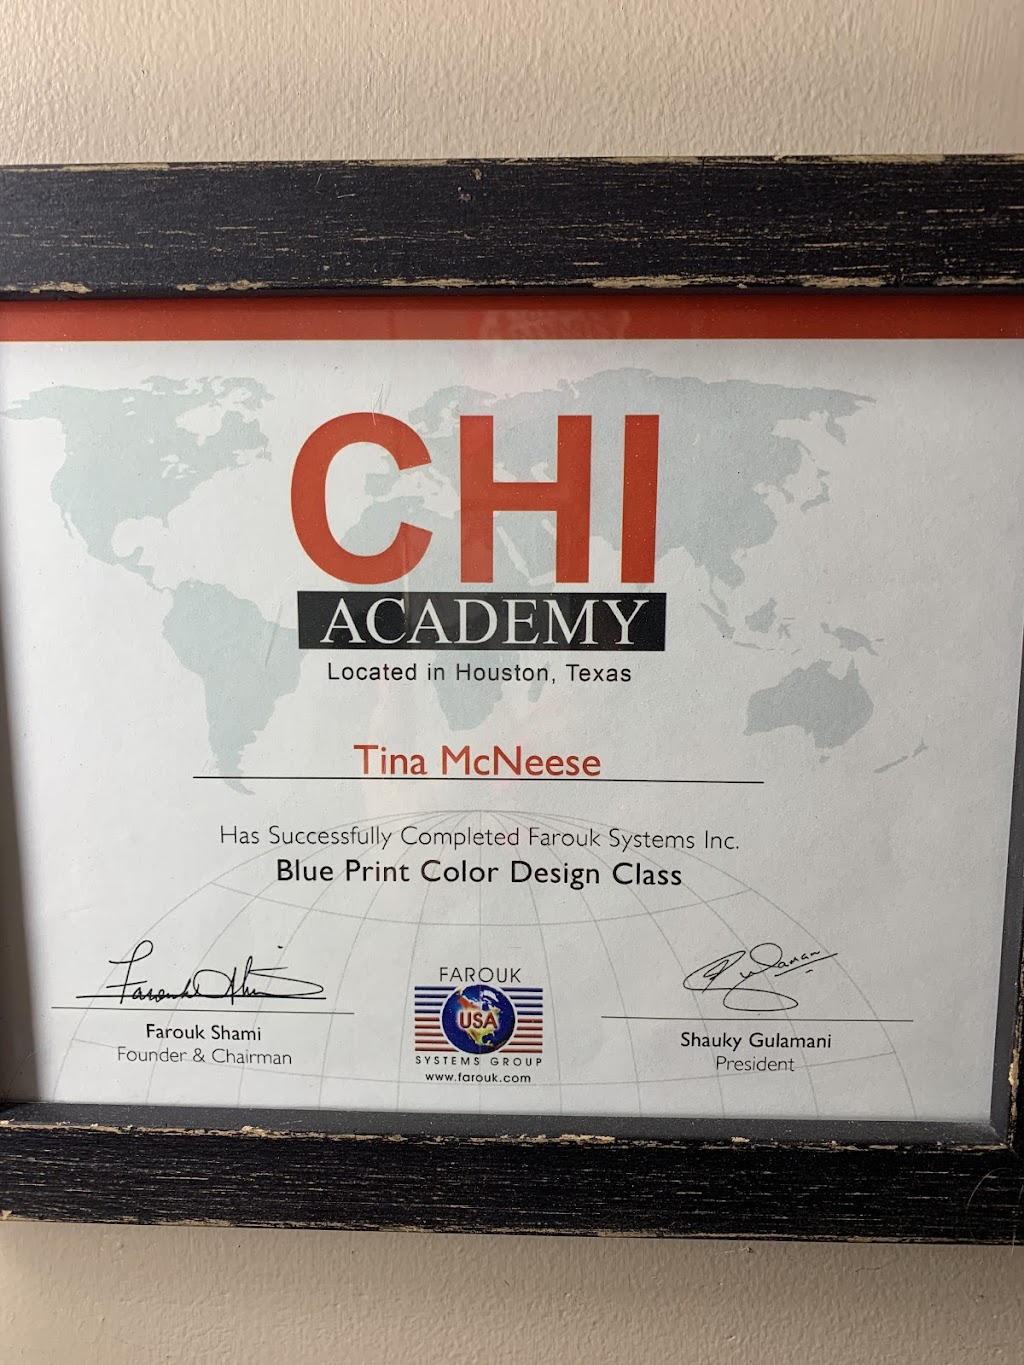 CHI
ACADEMY
Located in Houston, Texas
Tina McNeese
Has Successfully Completed Farouk Systems Inc.
Blue Print Color Design Class
Farouk Shami
Founder & Chairman
FAROUK
USA
SYSTEMS GROUP
www.farouk.com
Shauky Gulamani
President